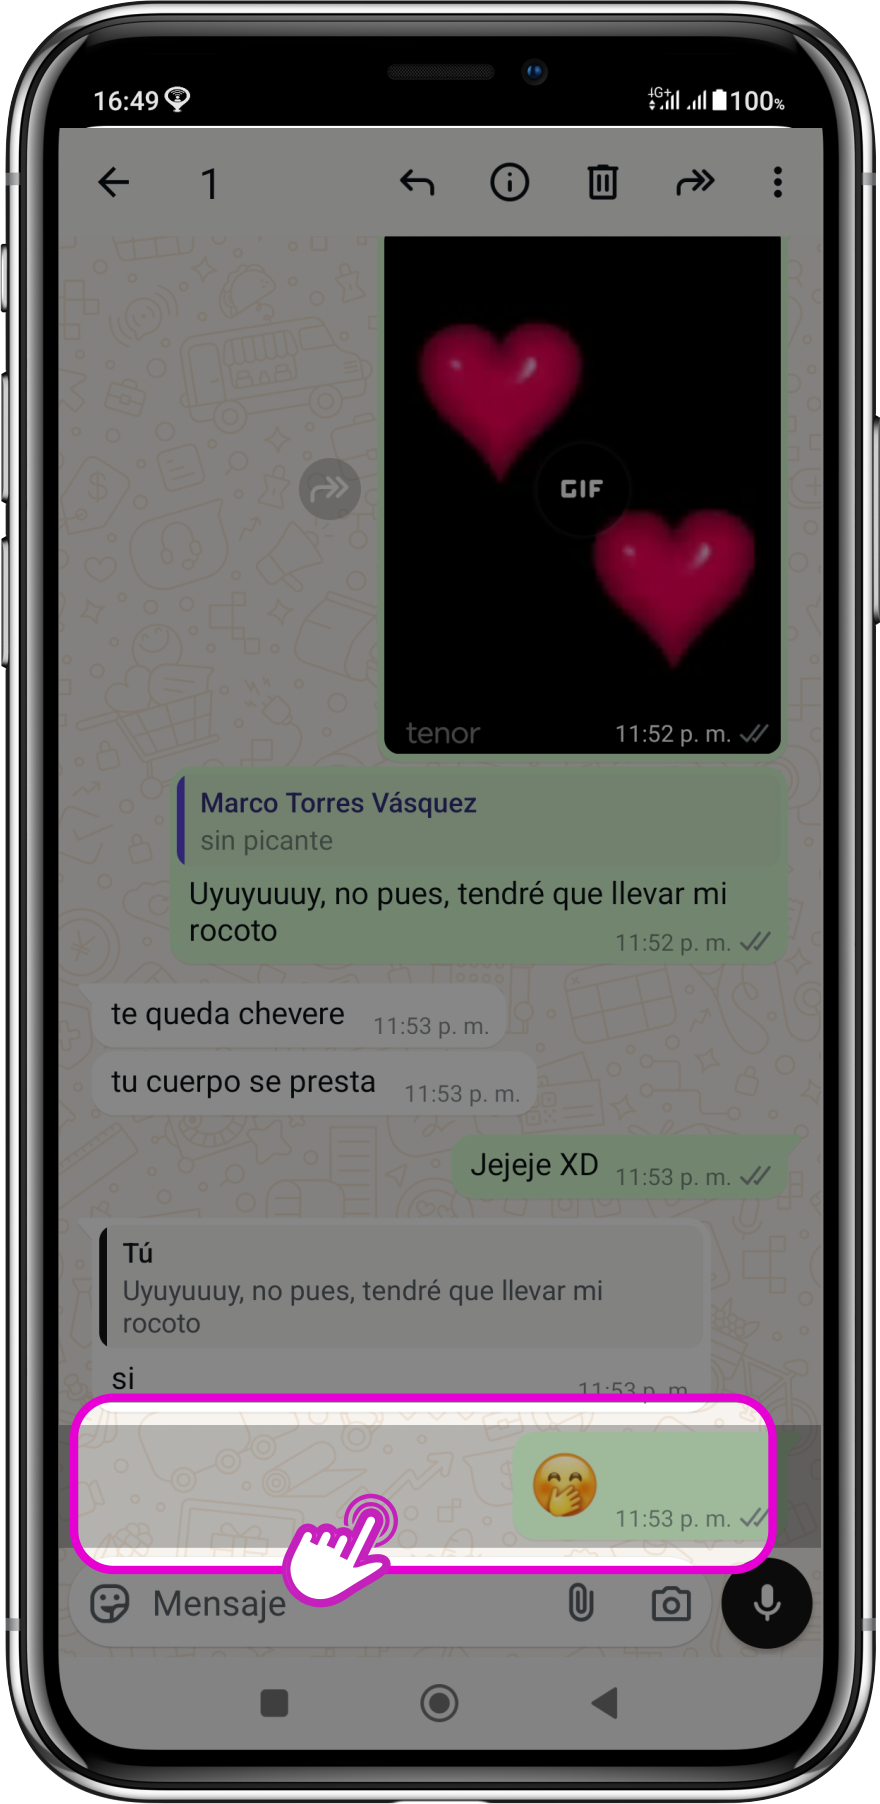 16:49
4G+ 100%
1
GIF
tenor 11:52 p. m.
Marco Torres Vásquez
sin picante
Uyuyuuuy, no pues, tendré que llevar mi
rocoto 11:52 p. m.
te queda chevere 11:53 p. m.
tu cuerpo se presta 11:53 p. m.
Jejeje XD 11:53 p. m.
Tú
Uyuyuuuy, no pues, tendré que llevar mi
rocoto
si 11:53 p. m.
11:53 p. m.
Mensaje